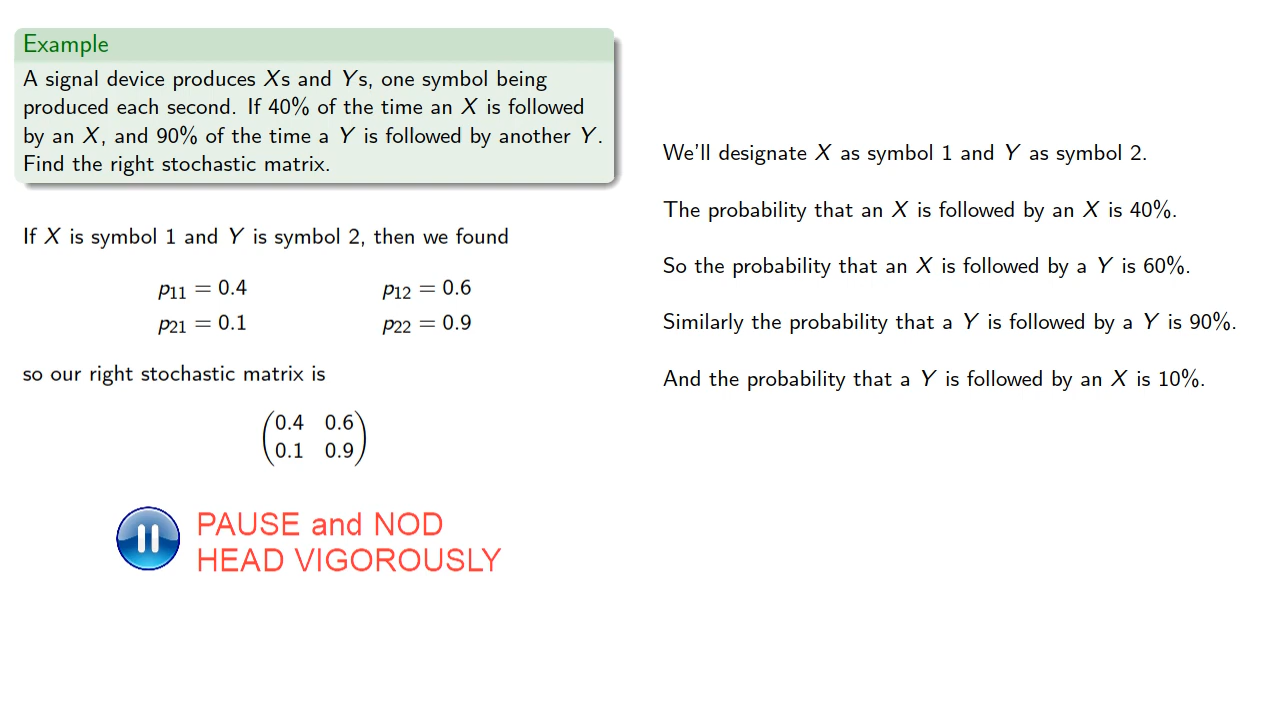 Example
A signal device produces Xs and Ys, one symbol being
produced each second. If 40% of the time an X is followed
by an X, and 90% of the time a Y is followed by another Y.
Find the right stochastic matrix.
If X is symbol 1 and Y is symbol 2, then we found
p11 = 0.4 p12 = 0.6
p21 = 0.1 p22 = 0.9
so our right stochastic matrix is
(0.4 0.6
0.1 0.9)
PAUSE and NOD
HEAD VIGOROUSLY
We'll designate X as symbol 1 and Y as symbol 2.
The probability that an X is followed by an X is 40%.
So the probability that an X is followed by a Y is 60%.
Similarly the probability that a Y is followed by a Y is 90%.
And the probability that a Y is followed by an X is 10%.